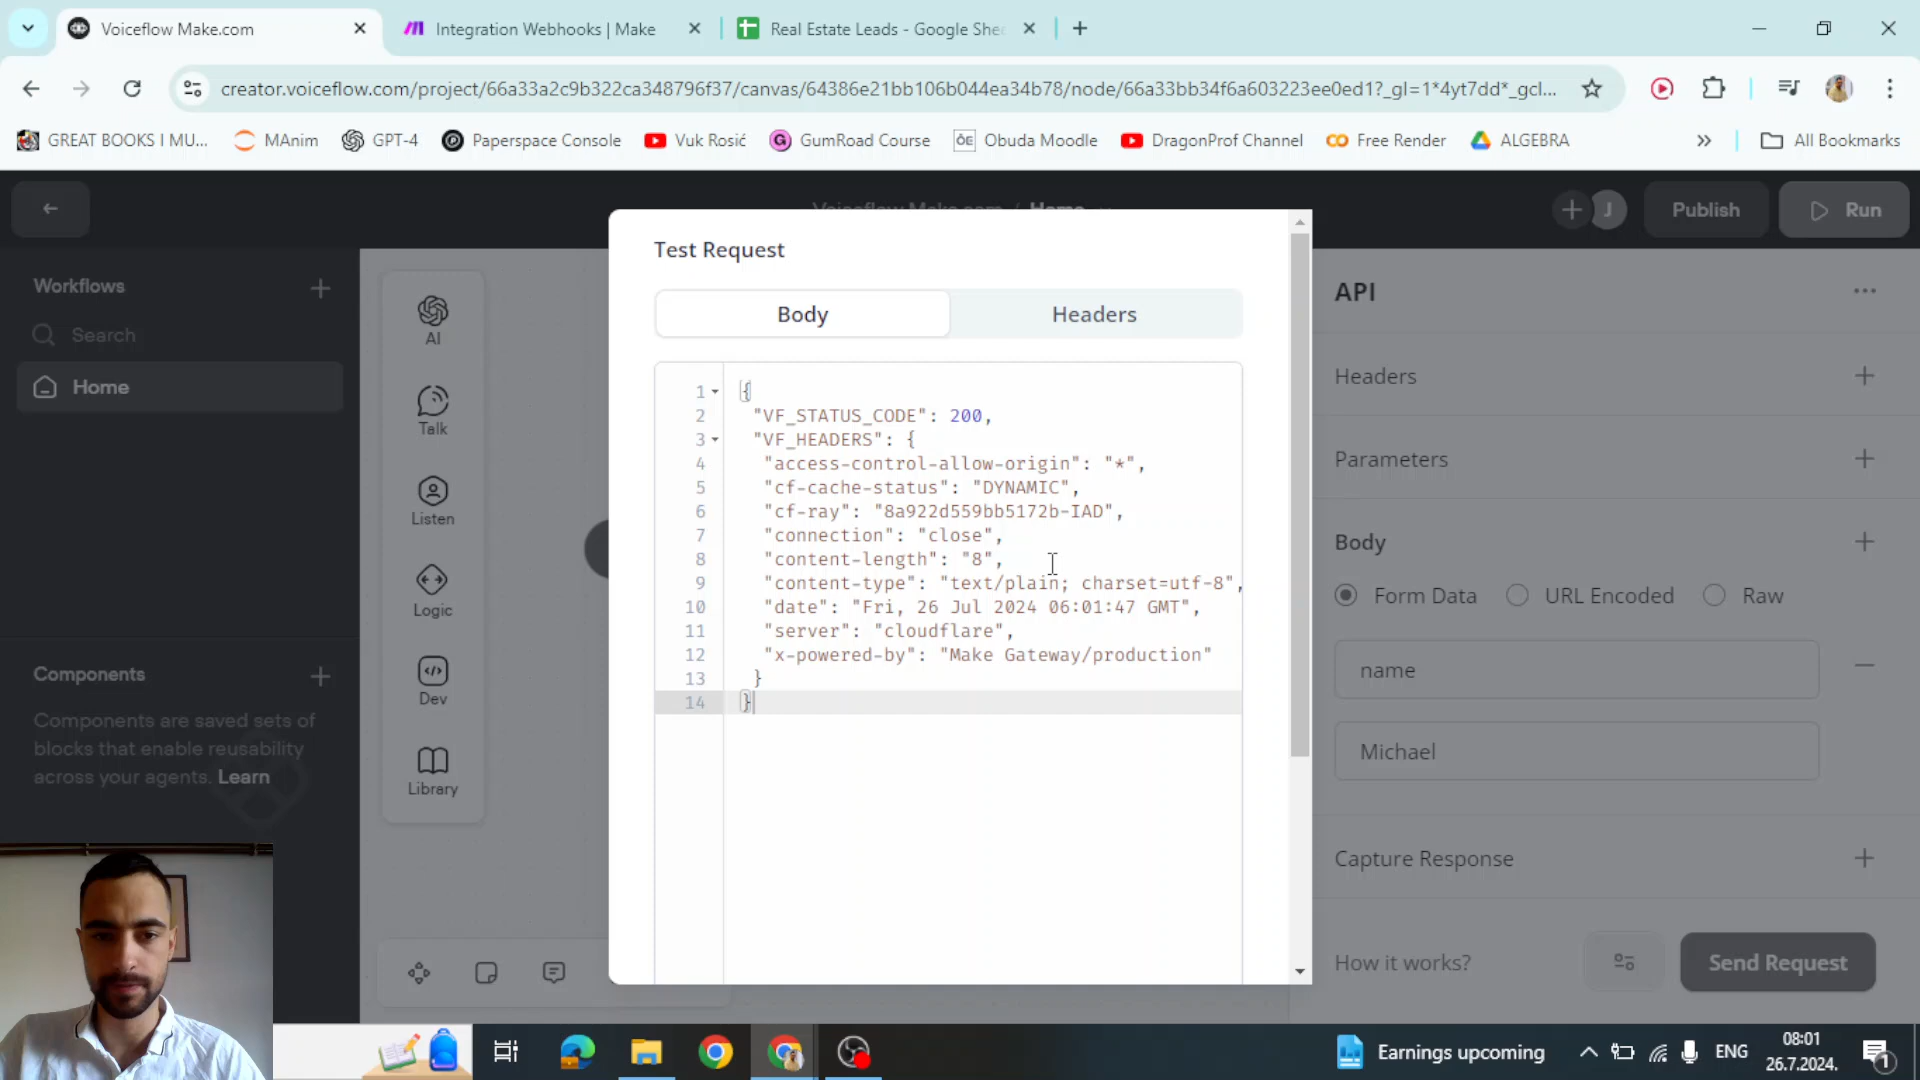 Voiceflow Make.com
Integration Webhooks | Make
Real Estate Leads - Google She
creator.voiceflow.com/project/66a33a2c9b322ca348796f37/canvas/64386e21bb106b044ea34b78/node/66a33bb34f6a603223ee0ed1?_gl=1*4yt7dd*_gcl...
GREAT BOOKS I MU...
MAnim
GPT-4
Paperspace Console
Vuk Rosić
GumRoad Course
Obuda Moodle
DragonProf Channel
Free Render
ALGEBRA
All Bookmarks
Voiceflow Make.com / Home
J
Publish
Run
Workflows
Search
Home
Components
Components are saved sets of
blocks that enable reusability
across your agents. Learn
AI
Talk
Listen
Logic
Dev
Library
Test Request
Body
Headers
1 {
2 "VF_STATUS_CODE": 200,
3 "VF_HEADERS": {
4 "access-control-allow-origin": "*",
5 "cf-cache-status": "DYNAMIC",
6 "cf-ray": "8a922d559bb5172b-IAD",
7 "connection": "close",
8 "content-length": "8",
9 "content-type": "text/plain; charset=utf-8",
10 "date": "Fri, 26 Jul 2024 06:01:47 GMT",
11 "server": "cloudflare",
12 "x-powered-by": "Make Gateway/production"
13 }
14 }
API
Headers
Parameters
Body
Form Data
URL Encoded
Raw
name
Michael
Capture Response
How it works?
Send Request
Earnings upcoming
ENG
08:01
26.7.2024.
1